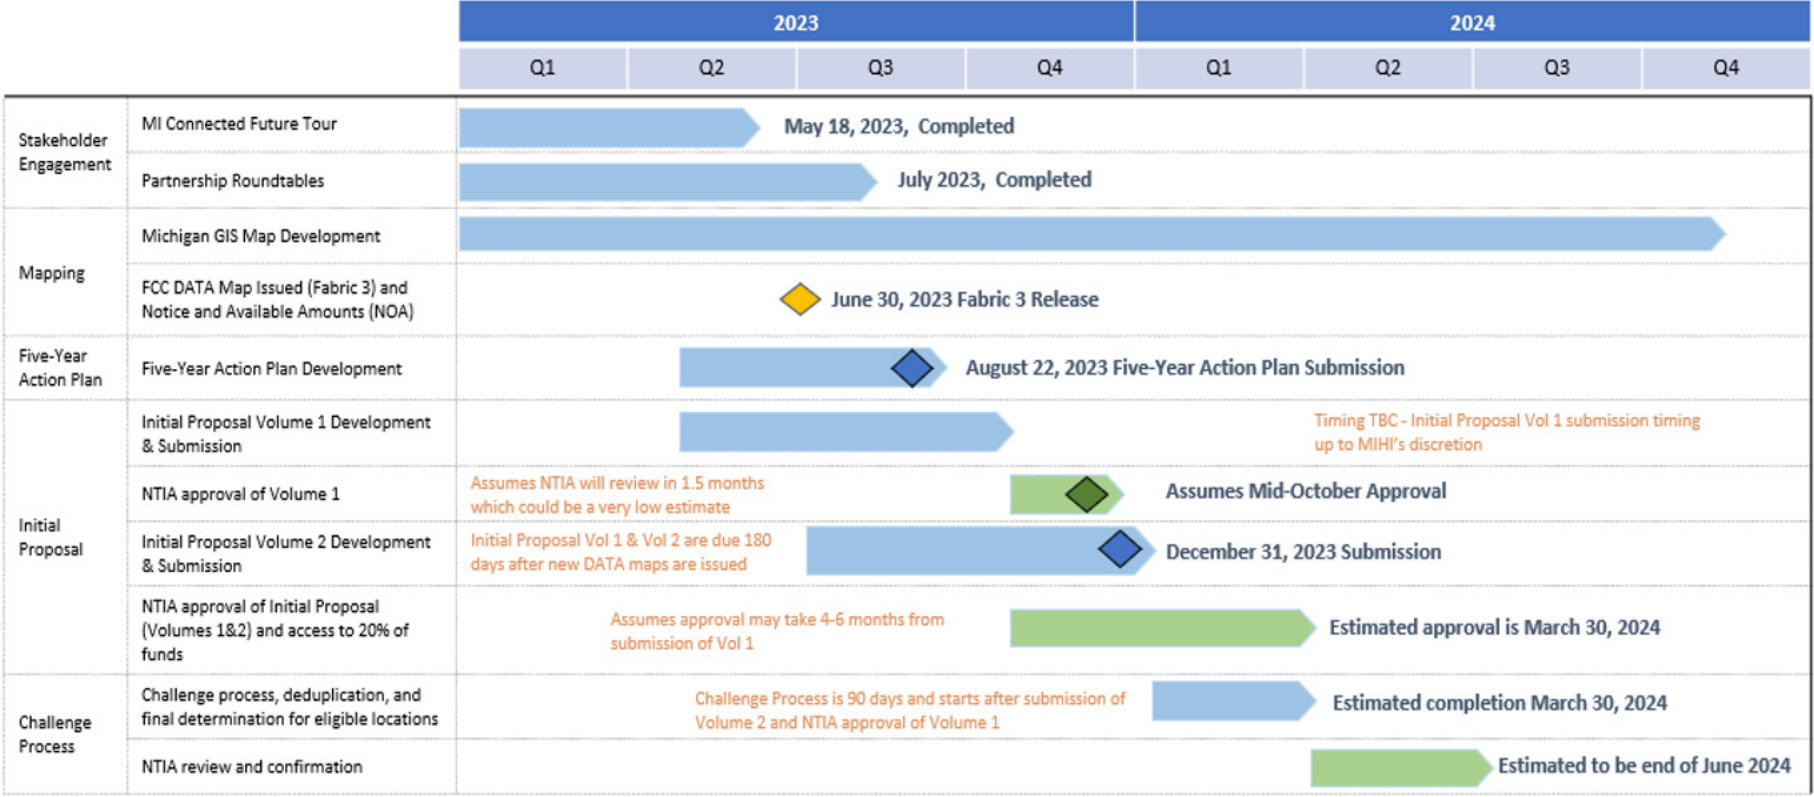 2023
2024
Q1
Q2
Q3
Q4
Q1
Q2
Q3
Q4
Stakeholder
Engagement
MI Connected Future Tour
May 18, 2023, Completed
Partnership Roundtables
July 2023, Completed
Mapping
Michigan GIS Map Development
FCC DATA Map Issued (Fabric 3) and
Notice and Available Amounts (NOA)
June 30, 2023 Fabric 3 Release
Five-Year
Action Plan
Five-Year Action Plan Development
August 22, 2023 Five-Year Action Plan Submission
Initial
Proposal
Initial Proposal Volume 1 Development
& Submission
Timing TBC - Initial Proposal Vol 1 submission timing
up to MIHI's discretion
NTIA approval of Volume 1
Assumes NTIA will review in 1.5 months
which could be a very low estimate
Assumes Mid-October Approval
Initial Proposal Volume 2 Development
& Submission
Initial Proposal Vol 1 & Vol 2 are due 180
days after new DATA maps are issued
December 31, 2023 Submission
NTIA approval of Initial Proposal
(Volumes 1&2) and access to 20% of
funds
Assumes approval may take 4-6 months from
submission of Vol 1
Estimated approval is March 30, 2024
Challenge
Process
Challenge process, deduplication, and
final determination for eligible locations
Challenge Process is 90 days and starts after submission of
Volume 2 and NTIA approval of Volume 1
Estimated completion March 30, 2024
NTIA review and confirmation
Estimated to be end of June 2024